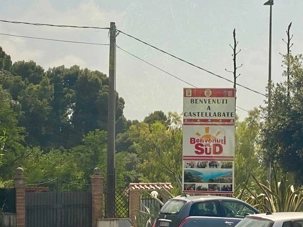 BENVENUTI
A
CASTELLABATE
Benvenuti
al SUD